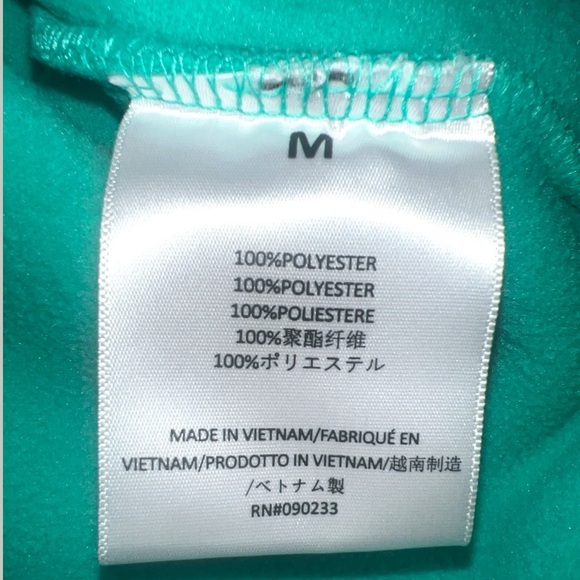 M
100%POLYESTER
100%POLYESTER
100%POLIESTERE
100%聚酯纤维
100%ポリエステル
MADE IN VIETNAM/FABRIQUÉ EN
VIETNAM/PRODOTTO IN VIETNAM/越南制造
/ベトナム製
RN#090233